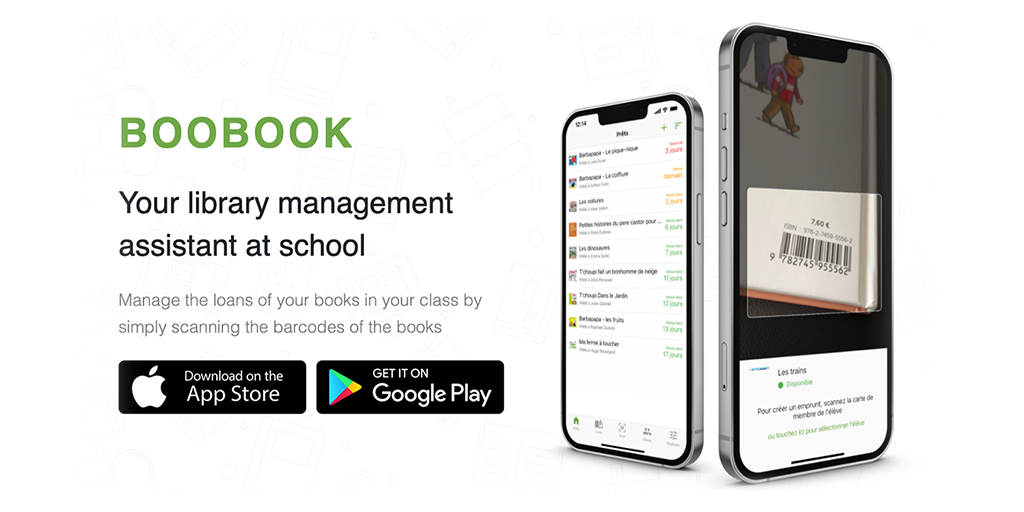 BOOBOOK
Your library management
assistant at school
Manage the loans of your books in your class by
simply scanning the barcodes of the books
Download on the
App Store
GET IT ON
Google Play
12:14
Prêts
Barbapapa - Le pique-nique
3 jours
Barbapapa - La coiffure
demain
Les voitures
2 jours
Petites histoires du pere castor pour ...
6 jours
Les dinosaures
7 jours
T'choupi fait un bonhomme de neige
11 jours
T'choupi Dans le Jardin
12 jours
Barbapapa - les fruits
13 jours
Ma ferme à toucher
17 jours
7.60 €
ISBN : 978-2-7459-5556-2
9 782745 955562
Les trains
Disponible
Pour créer un emprunt, scannez la carte de
membre de l'élève
ou touchez ici pour sélectionner l'élève